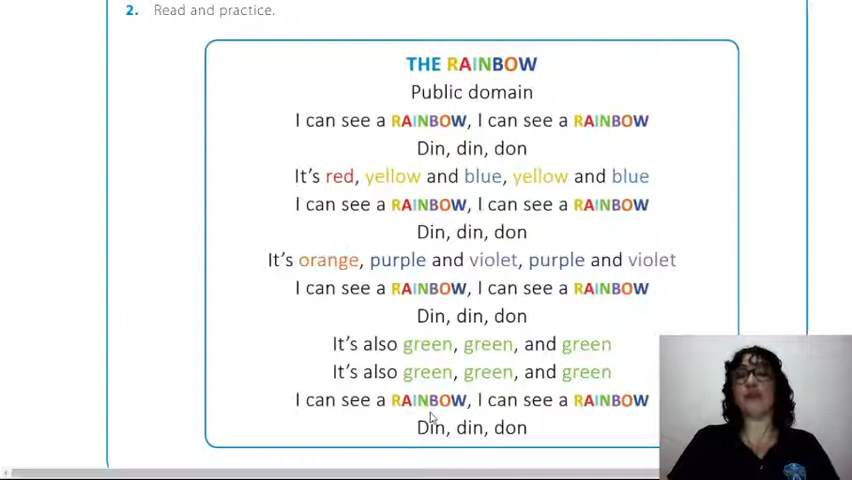 2. Read and practice.
THE RAINBOW
Public domain
I can see a RAINBOW, I can see a RAINBOW
Din, din, don
It's red, yellow and blue, yellow and blue
I can see a RAINBOW, I can see a RAINBOW
Din, din, don
It's orange, purple and violet, purple and violet
I can see a RAINBOW, I can see a RAINBOW
Din, din, don
It's also green, green, and green
It's also green, green, and green
I can see a RAINBOW, I can see a RAINBOW
Din, din, don